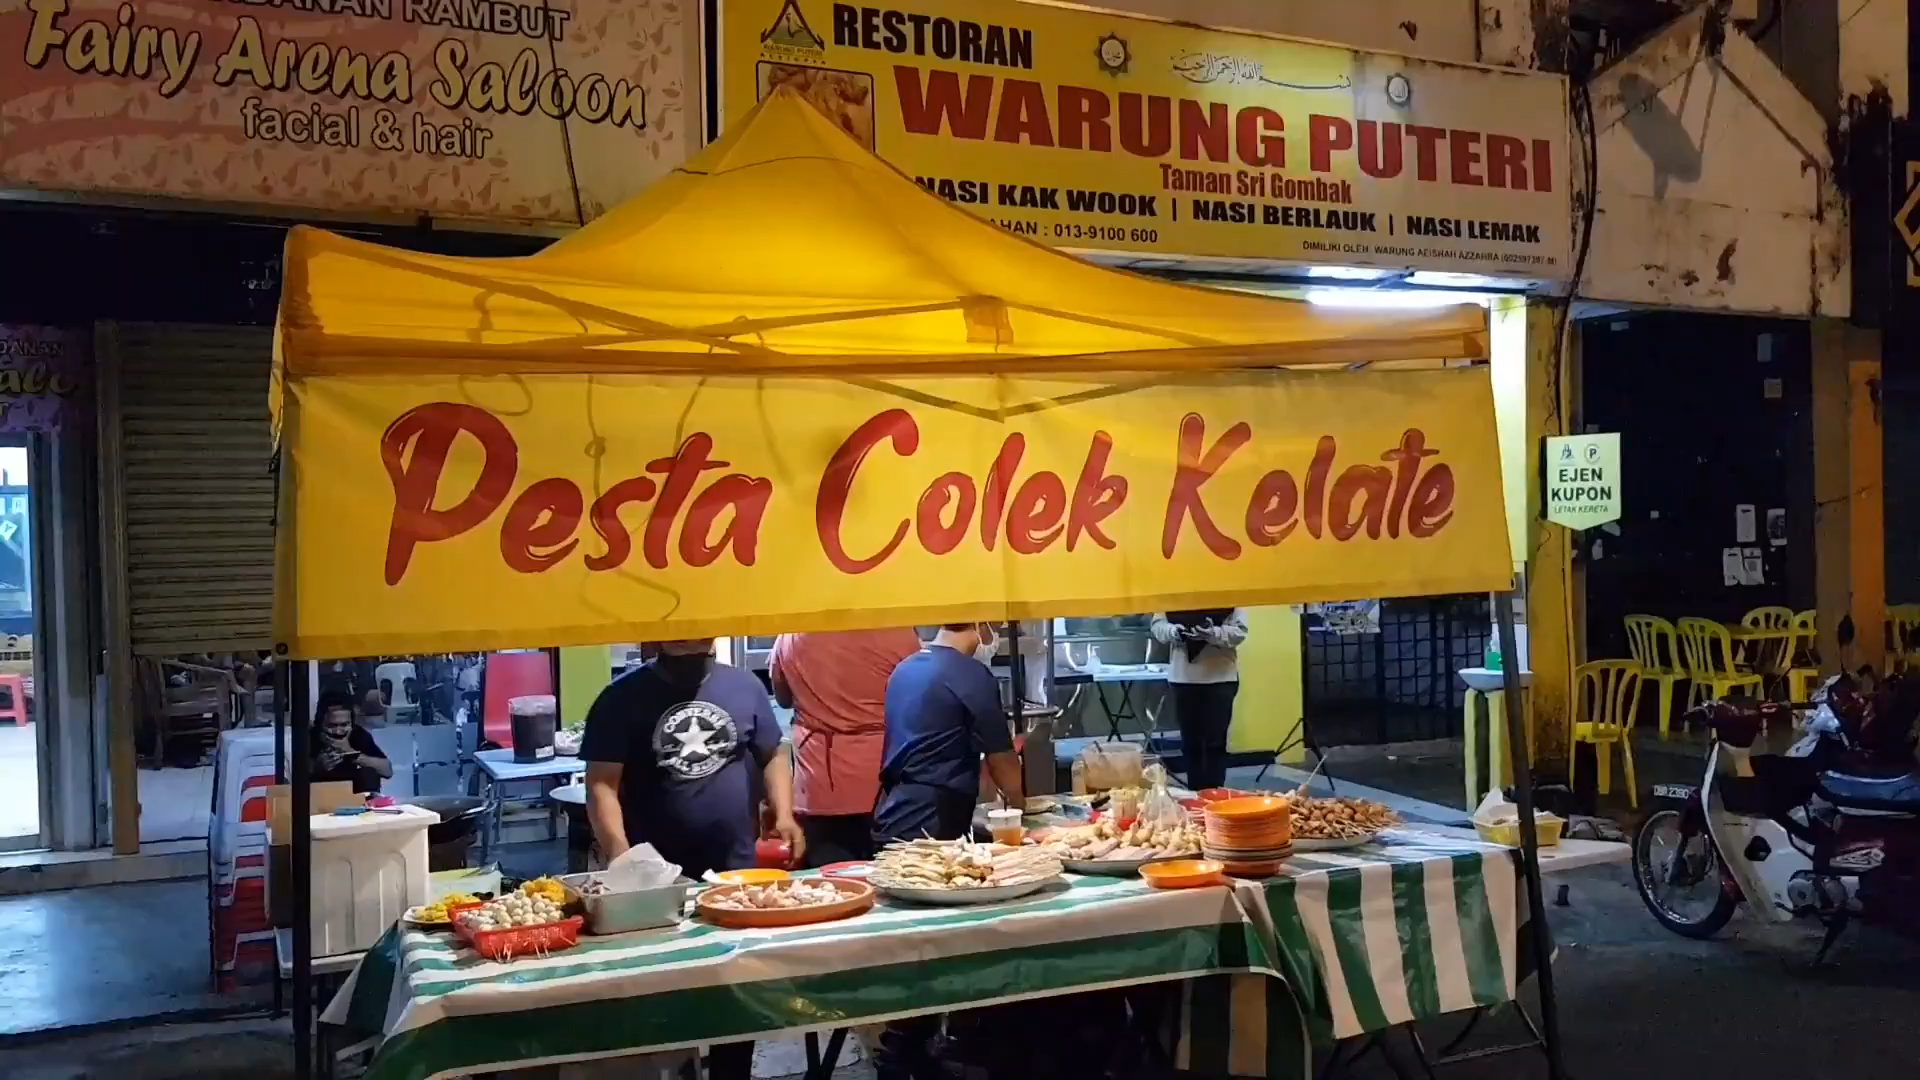 RAMBUT
Fairy Arena Saloon
facial & hair
RESTORAN
WARUNG PUTERI
Taman Sri Gombak
NASI KAK WOOK | NASI BERLAUK | NASI LEMAK
: 013-9100 600
DIMILIKI OLEH: WARUNG AEISHAH AZZAHRA
Pesta Colek Kelate
P
EJEN
KUPON
LETAK KERETA